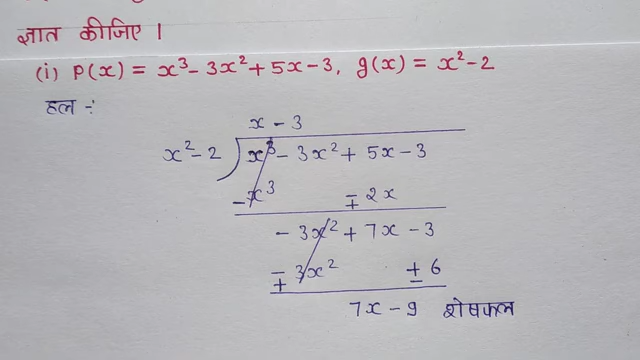 ज्ञात कीजिए ।
(i) P(x) = x³ - 3x² + 5x - 3, g(x) = x² - 2
हल :-
x - 3
x² - 2 ) x³ - 3x² + 5x - 3
- x³ ∓ 2x
- 3x² + 7x - 3
∓ 3x² ± 6
7x - 9 शेषफल